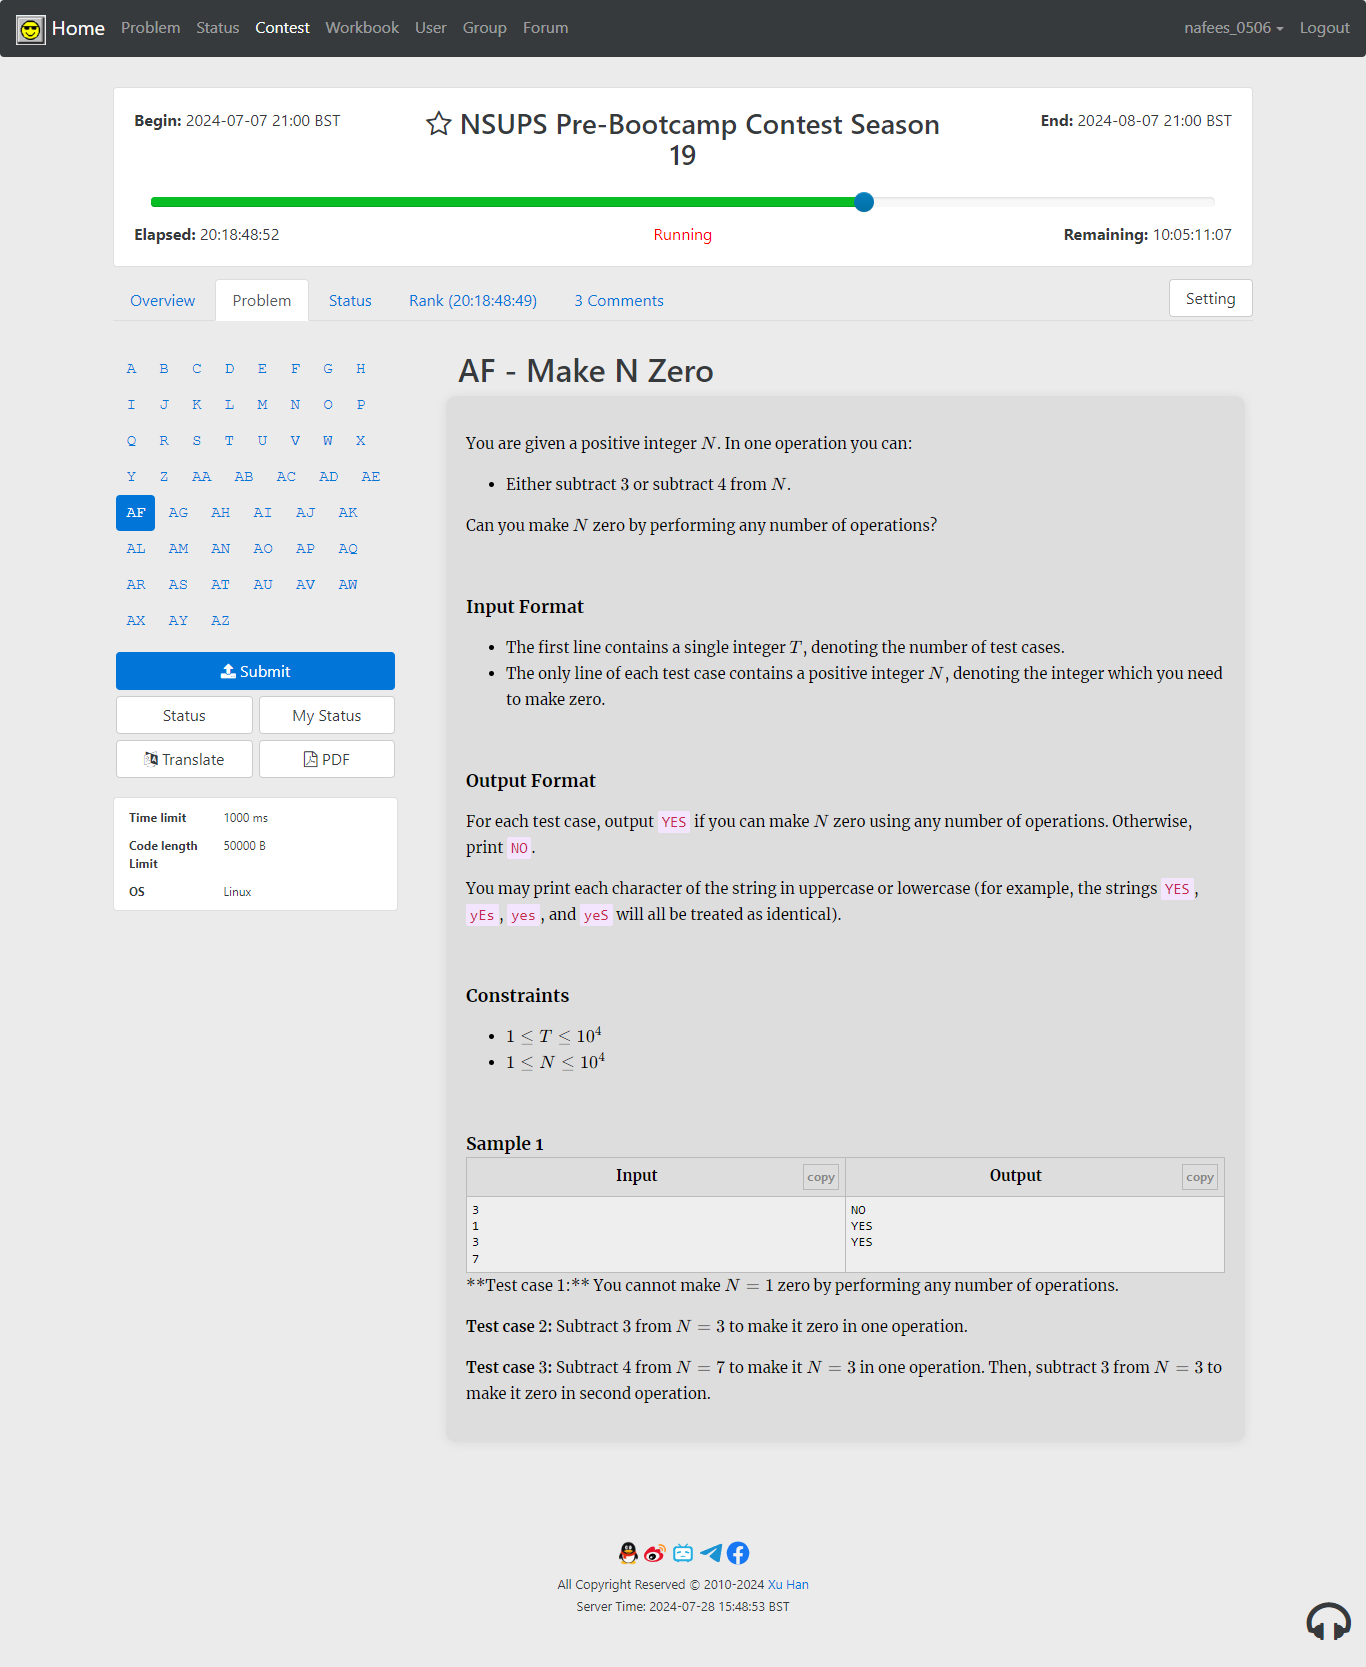 Home Problem Status Contest Workbook User Group Forum nafees_0506 Logout
Begin: 2024-07-07 21:00 BST
NSUPS Pre-Bootcamp Contest Season
19
End: 2024-08-07 21:00 BST
Elapsed: 20:18:48:52
Running
Remaining: 10:05:11:07
Overview Problem Status Rank (20:18:48:49) 3 Comments Setting
A B C D E F G H
I J K L M N O P
Q R S T U V W X
Y Z AA AB AC AD AE
AF AG AH AI AJ AK
AL AM AN AO AP AQ
AR AS AT AU AV AW
AX AY AZ
Submit
Status My Status
Translate PDF
Time limit 1000 ms
Code length 50000 B
Limit
OS Linux
AF - Make N Zero
You are given a positive integer N. In one operation you can:
• Either subtract 3 or subtract 4 from N.
Can you make N zero by performing any number of operations?
Input Format
• The first line contains a single integer T, denoting the number of test cases.
• The only line of each test case contains a positive integer N, denoting the integer which you need
to make zero.
Output Format
For each test case, output YES if you can make N zero using any number of operations. Otherwise,
print NO.
You may print each character of the string in uppercase or lowercase (for example, the strings YES,
yEs, yes, and yeS will all be treated as identical).
Constraints
• 1 ≤ T ≤ 10⁴
• 1 ≤ N ≤ 10⁴
Sample 1
Input copy Output copy
3
1
3
7
NO
YES
YES
**Test case 1:** You cannot make N = 1 zero by performing any number of operations.
Test case 2: Subtract 3 from N = 3 to make it zero in one operation.
Test case 3: Subtract 4 from N = 7 to make it N = 3 in one operation. Then, subtract 3 from N = 3 to
make it zero in second operation.
All Copyright Reserved © 2010-2024 Xu Han
Server Time: 2024-07-28 15:48:53 BST